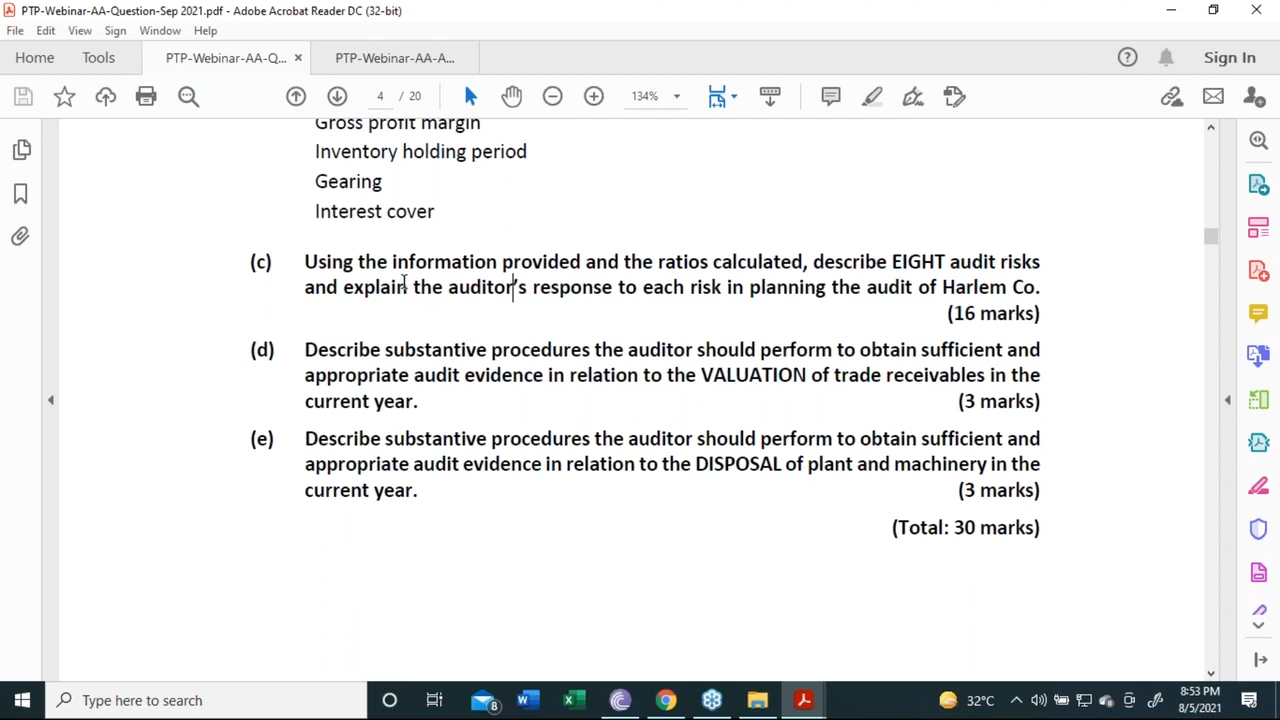 PTP-Webinar-AA-Question-Sep 2021.pdf - Adobe Acrobat Reader DC (32-bit)
File Edit View Sign Window Help
Home Tools PTP-Webinar-AA-Q... × PTP-Webinar-AA-A... Sign In
4 / 20 134%
Gross profit margin
Inventory holding period
Gearing
Interest cover
(c) Using the information provided and the ratios calculated, describe EIGHT audit risks
and explain the auditor's response to each risk in planning the audit of Harlem Co.
(16 marks)
(d) Describe substantive procedures the auditor should perform to obtain sufficient and
appropriate audit evidence in relation to the VALUATION of trade receivables in the
current year. (3 marks)
(e) Describe substantive procedures the auditor should perform to obtain sufficient and
appropriate audit evidence in relation to the DISPOSAL of plant and machinery in the
current year. (3 marks)
(Total: 30 marks)
Type here to search 8 32°C 8:53 PM
8/5/2021